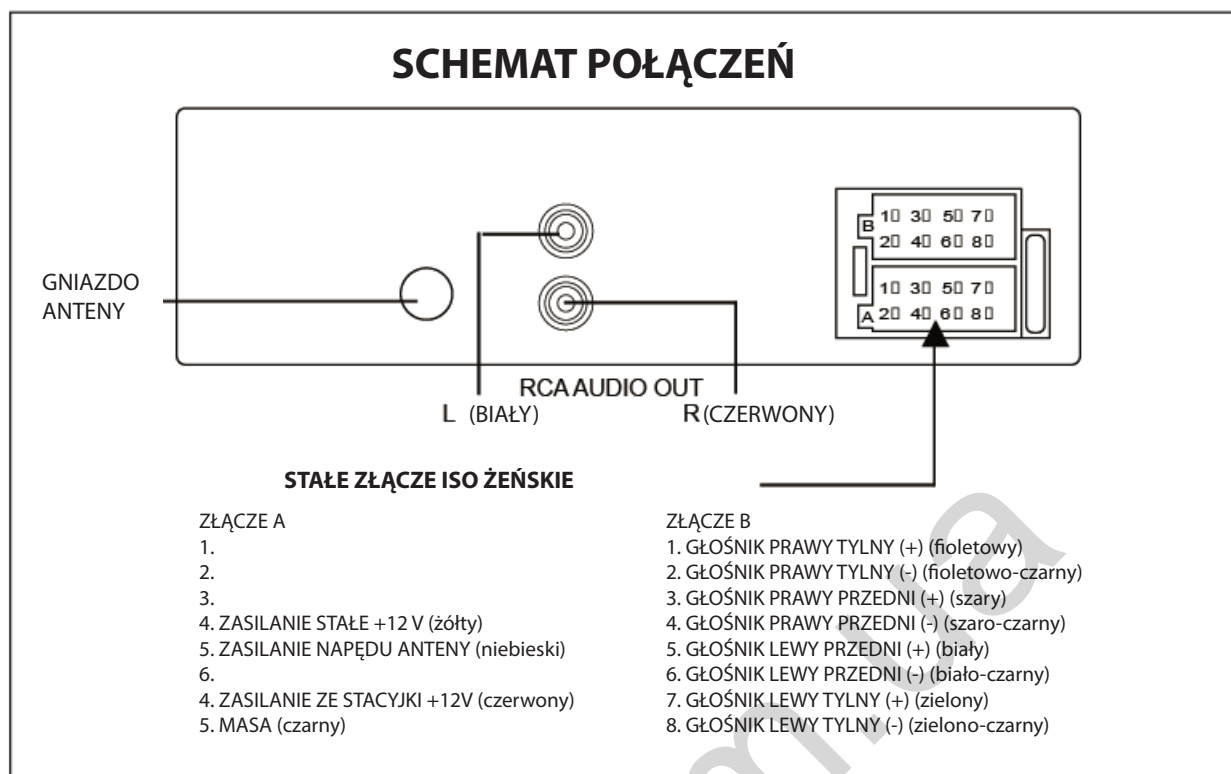 SCHEMAT POŁĄCZEŃ
1 3 5 7
B
2 4 6 8
1 3 5 7
A 2 4 6 8
GNIAZDO
ANTENY
RCA AUDIO OUT
L (BIAŁY)
R (CZERWONY)
STAŁE ZŁĄCZE ISO ŻEŃSKIE
ZŁĄCZE A
1.
2.
3.
4. ZASILANIE STAŁE +12 V (żółty)
5. ZASILANIE NAPĘDU ANTENY (niebieski)
6.
4. ZASILANIE ZE STACYJKI +12V (czerwony)
5. MASA (czarny)
ZŁĄCZE B
1. GŁOŚNIK PRAWY TYLNY (+) (fioletowy)
2. GŁOŚNIK PRAWY TYLNY (-) (fioletowo-czarny)
3. GŁOŚNIK PRAWY PRZEDNI (+) (szary)
4. GŁOŚNIK PRAWY PRZEDNI (-) (szaro-czarny)
5. GŁOŚNIK LEWY PRZEDNI (+) (biały)
6. GŁOŚNIK LEWY PRZEDNI (-) (biało-czarny)
7. GŁOŚNIK LEWY TYLNY (+) (zielony)
8. GŁOŚNIK LEWY TYLNY (-) (zielono-czarny)
m.ua